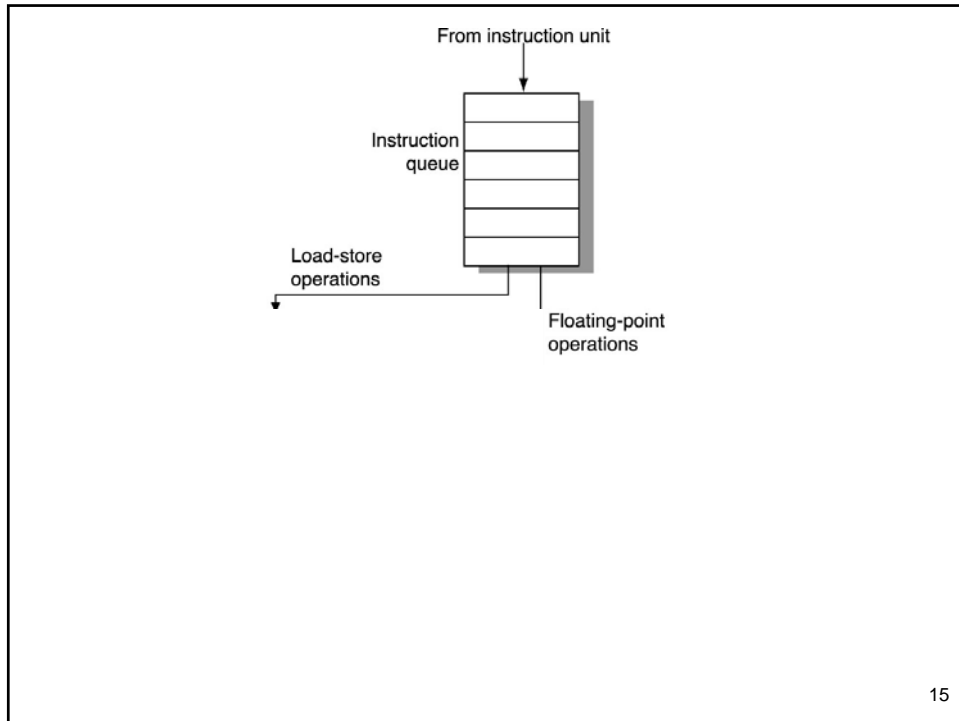 From instruction unit
Instruction
queue
Load-store
operations
Floating-point
operations
15